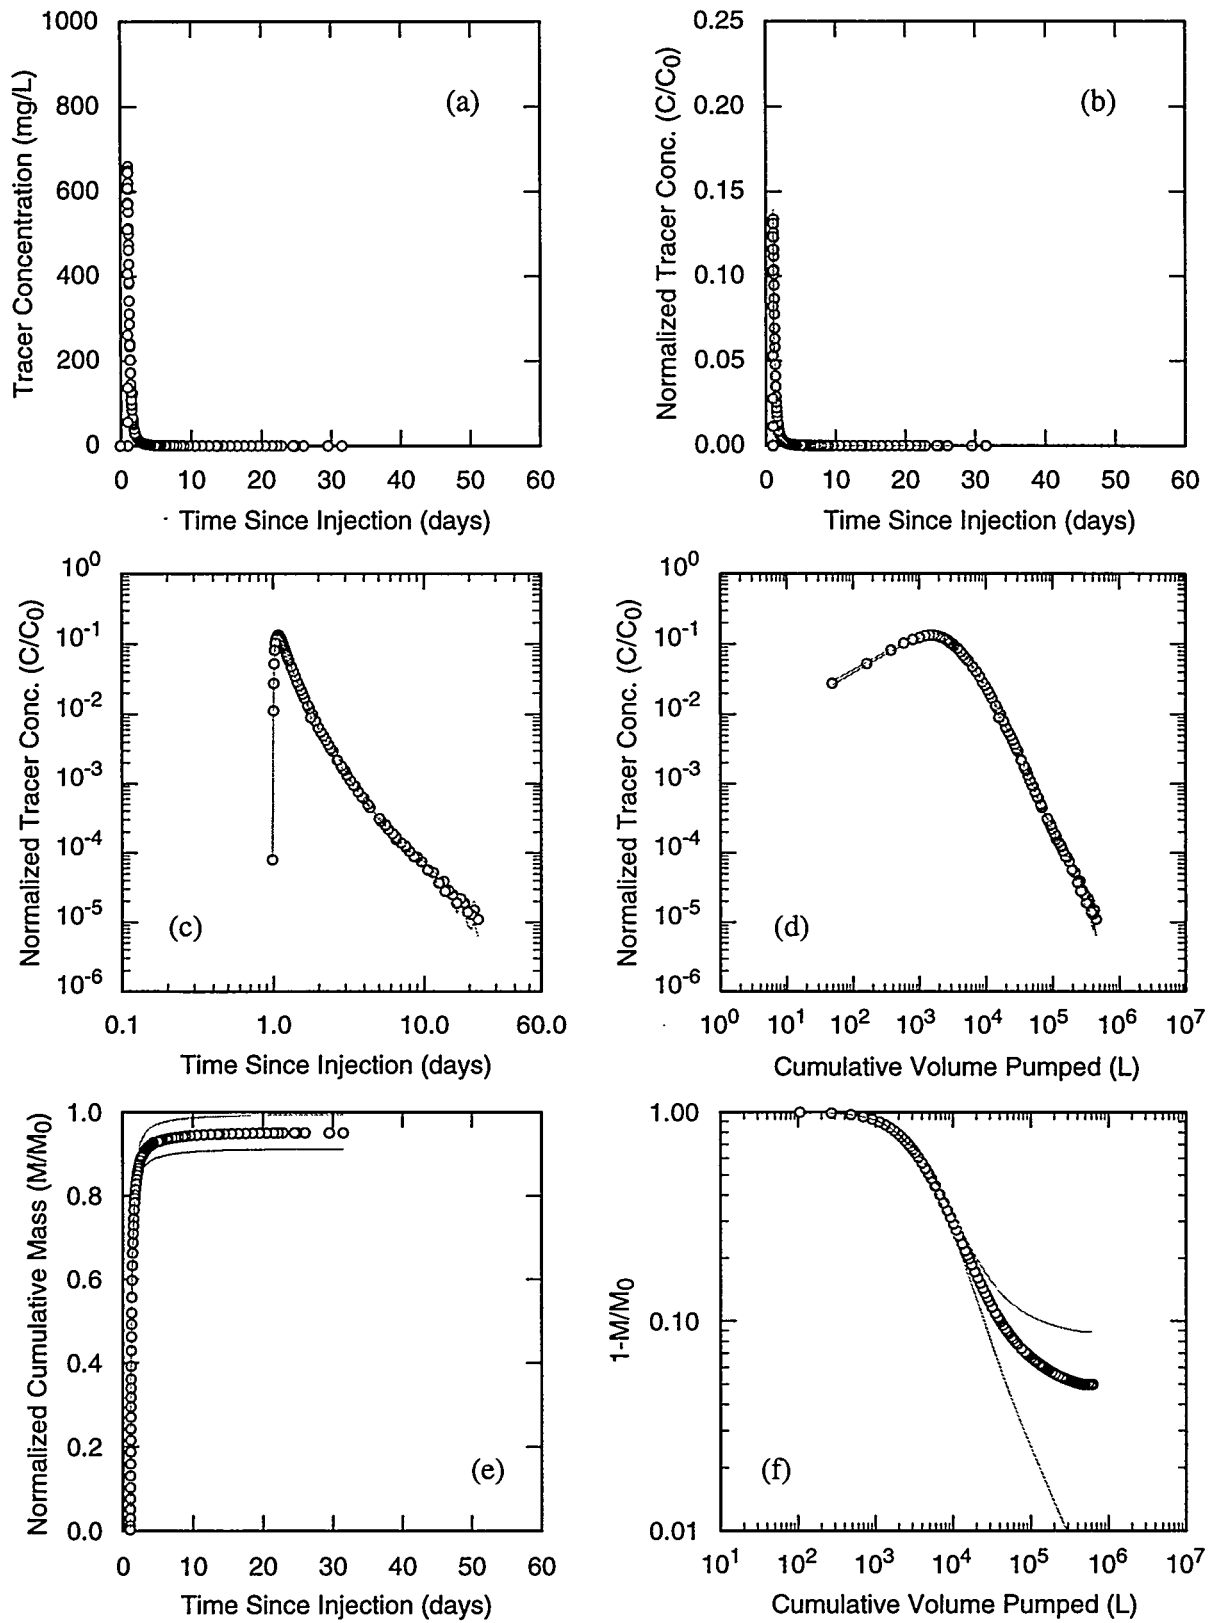 1000
800
600
400
200
0
Tracer Concentration (mg/L)
(a)
0 10 20 30 40 50 60
Time Since Injection (days)
0.25
0.20
0.15
0.10
0.05
0.00
Normalized Tracer Conc. (C/C0)
(b)
0 10 20 30 40 50 60
Time Since Injection (days)
10^0
10^-1
10^-2
10^-3
10^-4
10^-5
10^-6
Normalized Tracer Conc. (C/C0)
(c)
0.1 1.0 10.0 60.0
Time Since Injection (days)
10^0
10^-1
10^-2
10^-3
10^-4
10^-5
10^-6
Normalized Tracer Conc. (C/C0)
(d)
10^0 10^1 10^2 10^3 10^4 10^5 10^6 10^7
Cumulative Volume Pumped (L)
1.0
0.8
0.6
0.4
0.2
0.0
Normalized Cumulative Mass (M/M0)
(e)
0 10 20 30 40 50 60
Time Since Injection (days)
1.00
0.10
0.01
1-M/M0
(f)
10^1 10^2 10^3 10^4 10^5 10^6 10^7
Cumulative Volume Pumped (L)